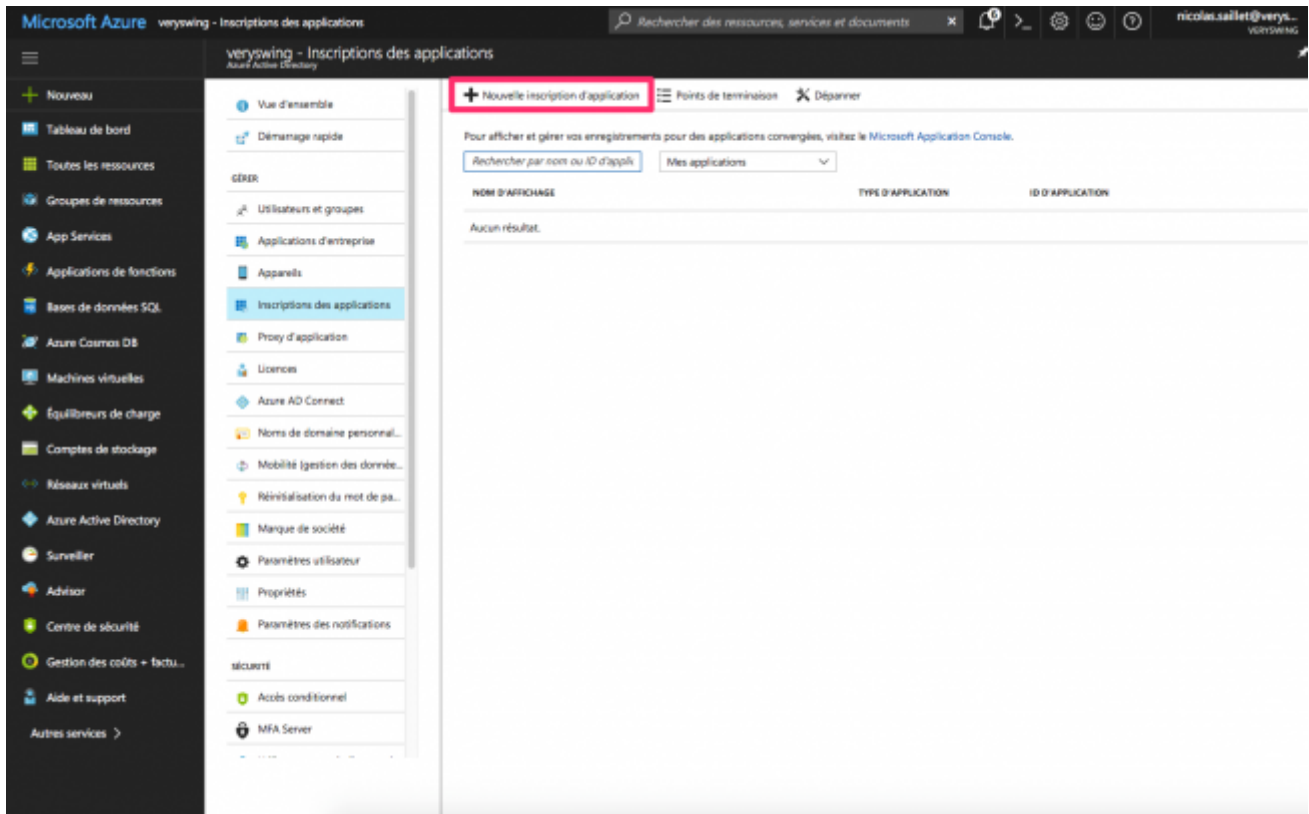 Microsoft Azure veryswing - Inscriptions des applications
Rechercher des ressources, services et documents
nicolas.saillet@verys...
VERYSWING
veryswing - Inscriptions des applications
Azure Active Directory
Nouveau
Tableau de bord
Toutes les ressources
Groupes de ressources
App Services
Applications de fonctions
Bases de données SQL
Azure Cosmos DB
Machines virtuelles
Équilibreurs de charge
Comptes de stockage
Réseaux virtuels
Azure Active Directory
Surveiller
Advisor
Centre de sécurité
Gestion des coûts + factu...
Aide et support
Autres services >
Vue d'ensemble
Démarrage rapide
GÉRER
Utilisateurs et groupes
Applications d'entreprise
Appareils
Inscriptions des applications
Proxy d'application
Licences
Azure AD Connect
Noms de domaine personnal...
Mobilité (gestion des donnée...
Réinitialisation du mot de pa...
Marque de société
Paramètres utilisateur
Propriétés
Paramètres des notifications
SÉCURITÉ
Accès conditionnel
MFA Server
Nouvelle inscription d'application
Points de terminaison
Dépanner
Pour afficher et gérer vos enregistrements pour des applications convergées, visitez le Microsoft Application Console.
Rechercher par nom ou ID d'appli
Mes applications
NOM D'AFFICHAGE
TYPE D'APPLICATION
ID D'APPLICATION
Aucun résultat.